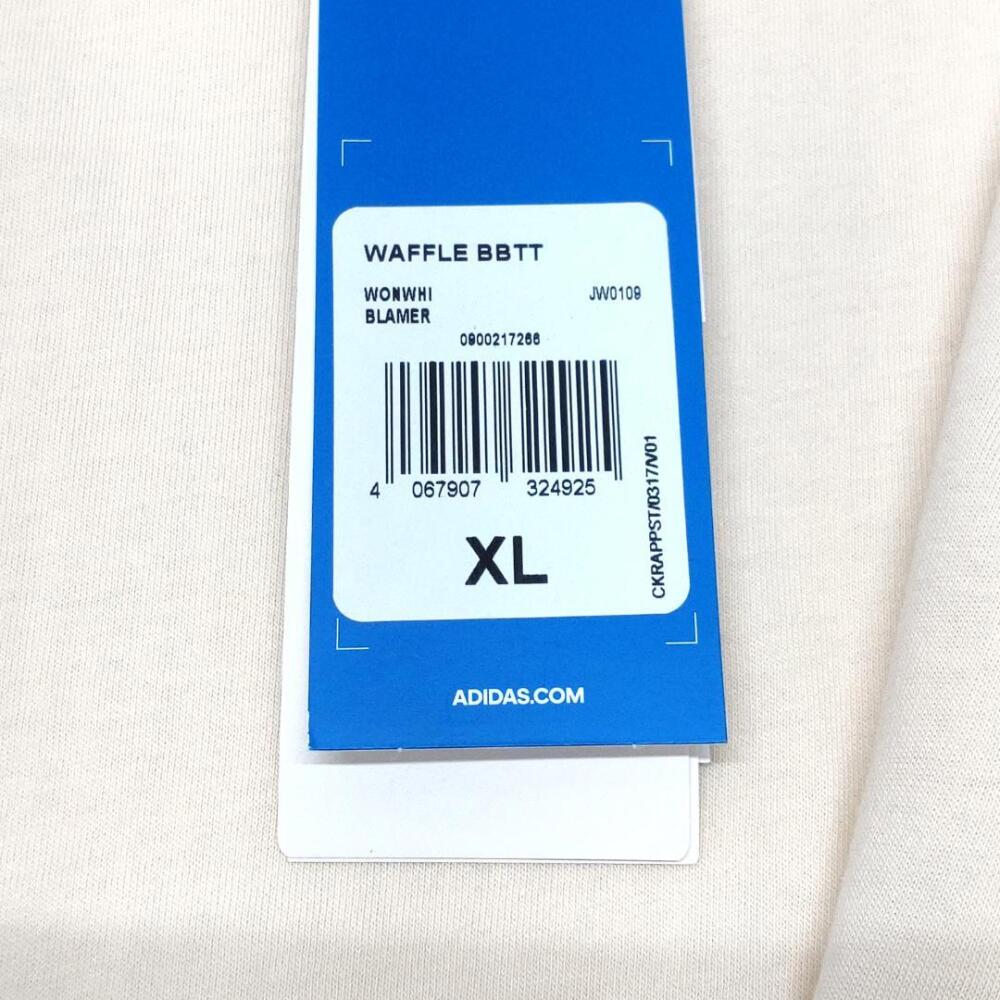 WAFFLE BBTT
WONWHI JW0109
BLAMER
0900217266
4 067907 324925
XL
CKRAPPST/0317/V01
ADIDAS.COM